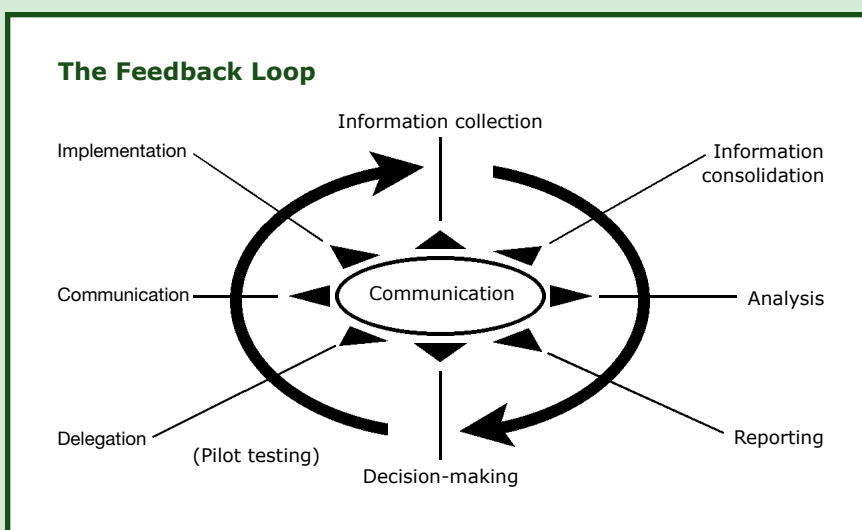 The Feedback Loop
Information collection
Implementation
Information
consolidation
Communication
Communication
Analysis
Delegation
(Pilot testing)
Reporting
Decision-making